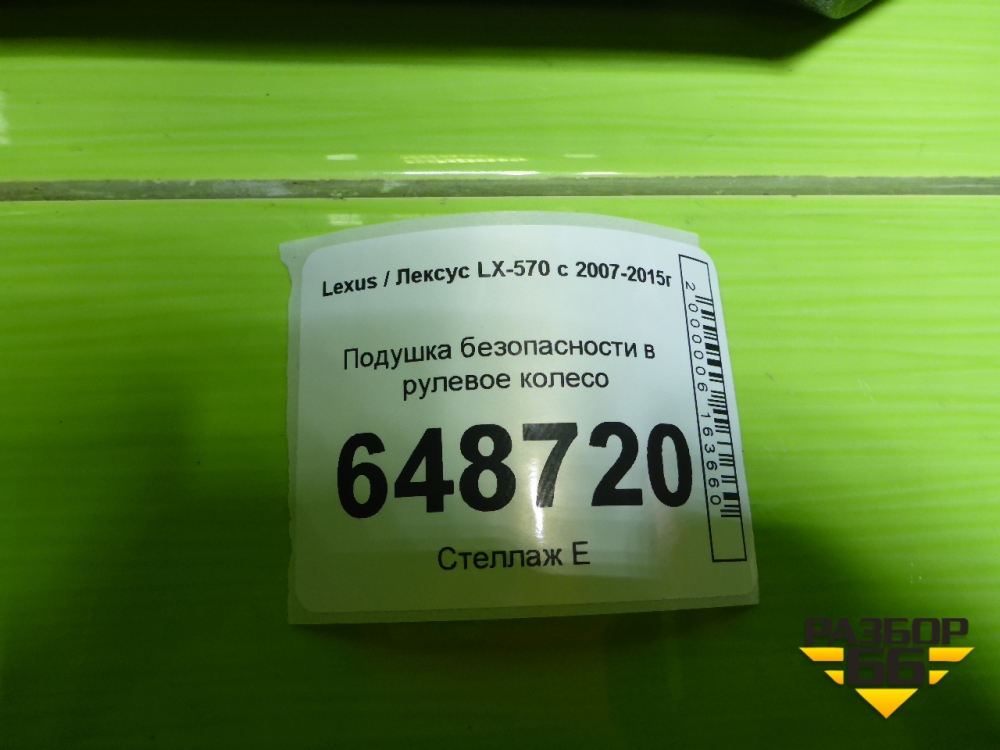 Lexus / Лексус LX-570 с 2007-2015г
Подушка безопасности в
рулевое колесо
648720
Стеллаж Е
2000006163660
РАЗБОР
66